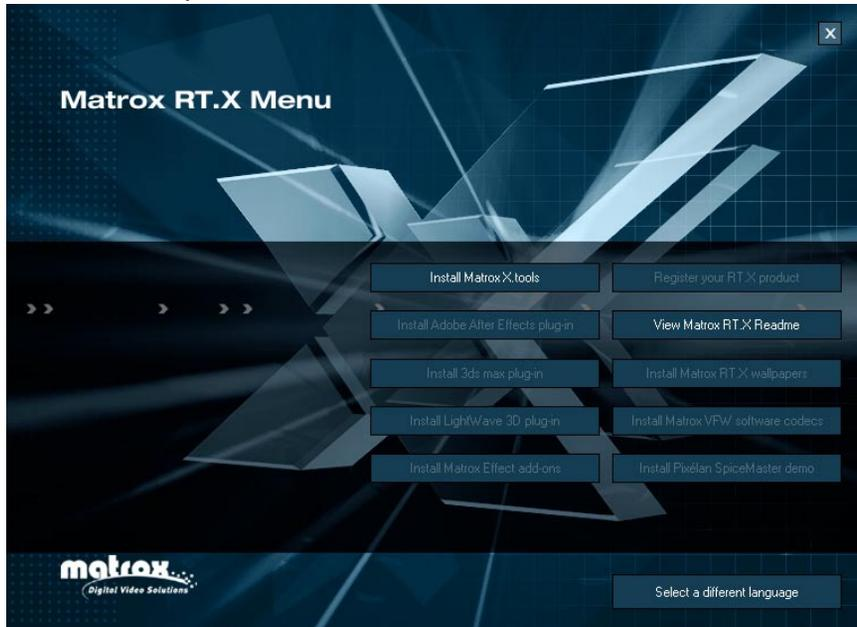 X
Matrox RT.X Menu
Install Matrox X.tools
Register your RT.X product
Install Adobe After Effects plug-in
View Matrox RT.X Readme
Install 3ds max plug-in
Install Matrox RT.X wallpapers
Install LightWave 3D plug-in
Install Matrox VFW software codecs
Install Matrox Effect add-ons
Install Pixélan SpiceMaster demo
matrox
Digital Video Solutions
Select a different language